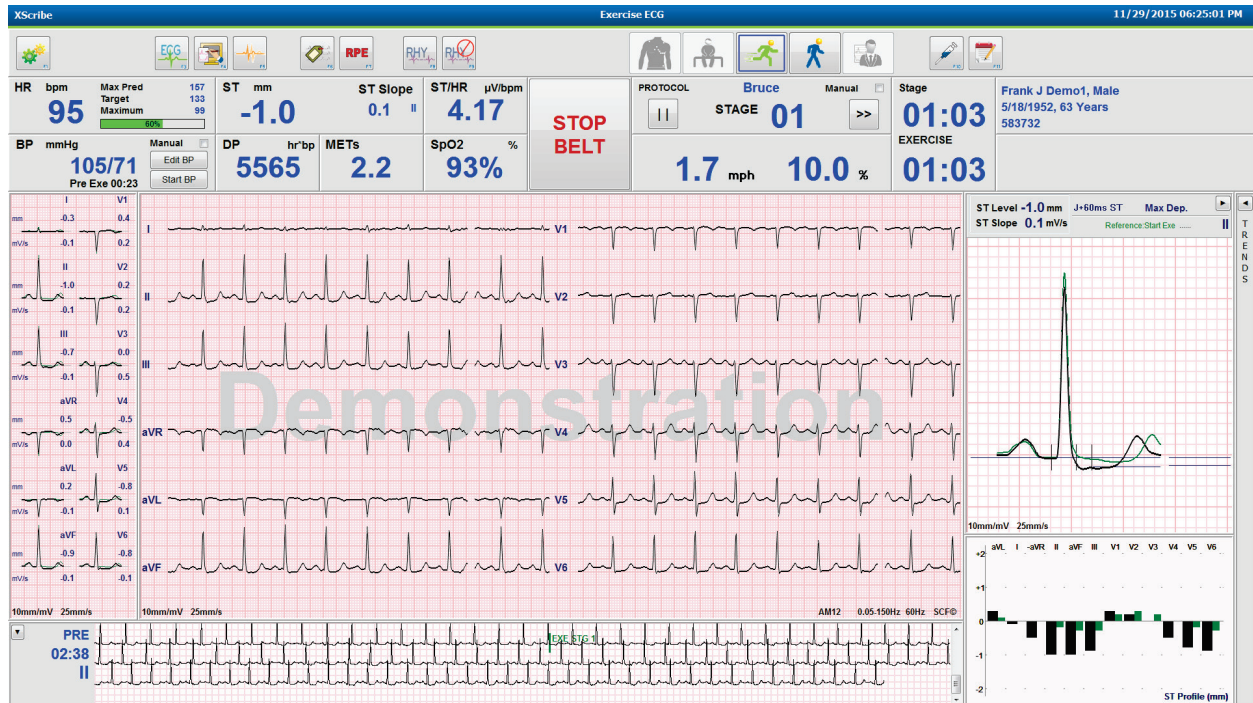 XScribe Exercise ECG 11/29/2015 06:25:01 PM
ECG RPE RHY RHY
HR bpm
95
Max Pred 157
Target 133
Maximum 99
60%
ST mm
-1.0
ST Slope
0.1 II
ST/HR µV/bpm
4.17
STOP
BELT
PROTOCOL Bruce Manual
STAGE 01 >>
1.7 mph 10.0 %
Stage
01:03
EXERCISE
01:03
Frank J Demo1, Male
5/18/1952, 63 Years
583732
BP mmHg Manual
105/71
Pre Exe 00:23
Edit BP
Start BP
DP hr*bp
5565
METs
2.2
SpO2 %
93%
I V1
mm -0.3 0.4
mV/s -0.1 0.2
II V2
mm -1.0 0.2
mV/s -0.1 0.2
III V3
mm -0.7 0.0
mV/s -0.1 0.5
aVR V4
mm 0.5 -0.5
mV/s 0.0 0.4
aVL V5
mm 0.2 -0.8
mV/s -0.1 0.1
aVF V6
mm -0.9 -0.8
mV/s -0.1 -0.1
10mm/mV 25mm/s
I V1
II V2
III V3
Demonstration
aVR V4
aVL V5
aVF V6
10mm/mV 25mm/s AM12 0.05-150Hz 60Hz SCF©
ST Level -1.0 mm J+60ms ST Max Dep.
ST Slope 0.1 mV/s Reference:Start Exe ..... II
TRENDS
10mm/mV 25mm/s
aVL I -aVR II aVF III V1 V2 V3 V4 V5 V6
+2
+1
0
-1
-2
ST Profile (mm)
PRE
02:38
II
EXE STG 1